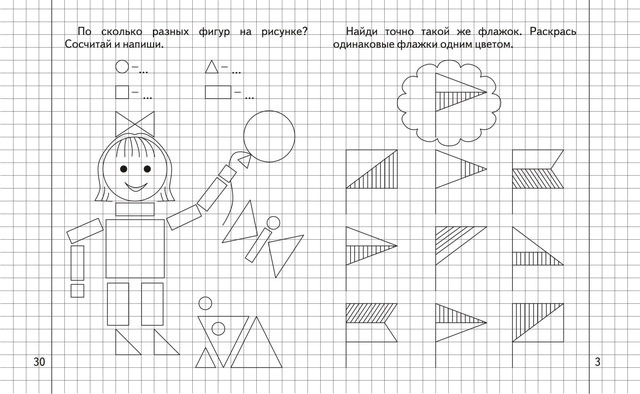 По сколько разных фигур на рисунке?
Сосчитай и напиши.
– ...
– ...
– ...
– ...
30
Найди точно такой же флажок. Раскрась
одинаковые флажки одним цветом.
3